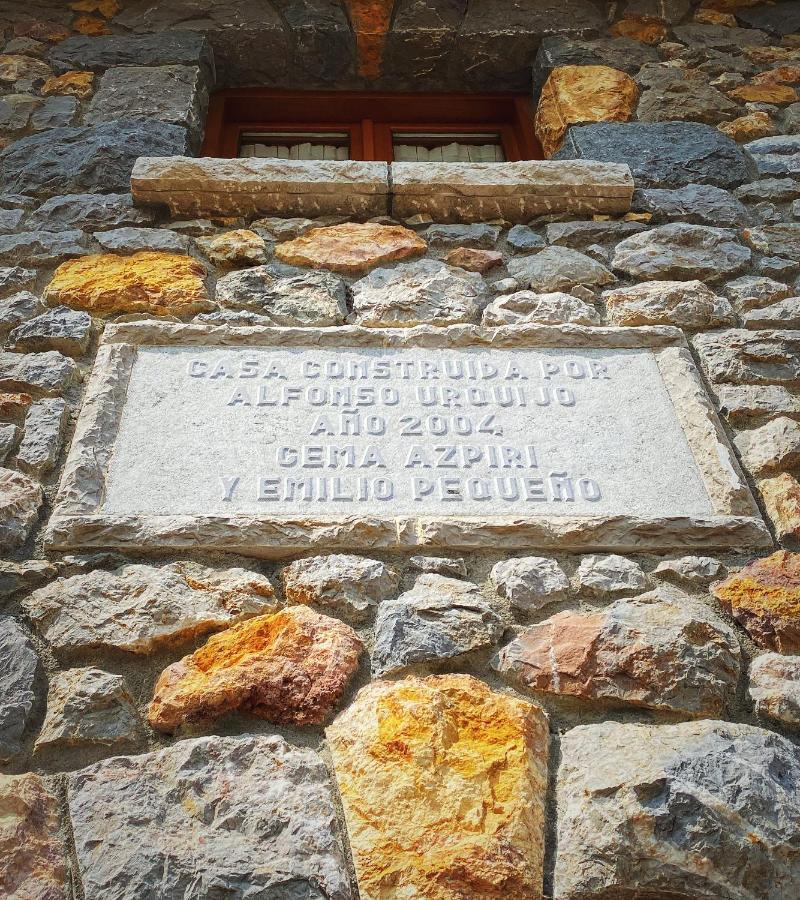 CASA CONSTRUIDA POR
ALFONSO URQUIJO
AÑO 2004
GEMA AZPIRI
Y EMILIO PEQUEÑO